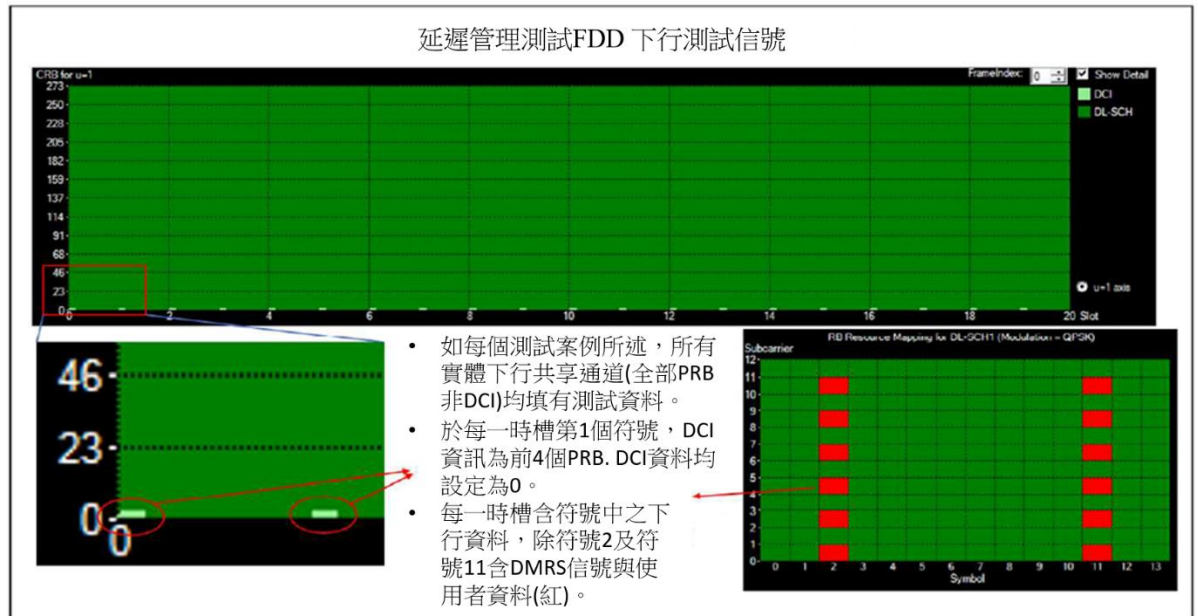 延遲管理測試FDD 下行測試信號
CRB for u=1
FrameIndex: 0
Show Detail
DCI
DL-SCH
273
250
228
205
182
159
137
114
91
68
46
23
0
u=1 axis
0 2 4 6 8 10 12 14 16 18 20 Slot
46
23
0
0
• 如每個測試案例所述，所有
實體下行共享通道(全部PRB
非DCI)均填有測試資料。
• 於每一時槽第1個符號，DCI
資訊為前4個PRB. DCI資料均
設定為0。
• 每一時槽含符號中之下
行資料，除符號2及符
號11含DMRS信號與使
用者資料(紅)。
RB Resource Mapping for DL-SCH1 (Modulation = QPSK)
Subcarrier
12
11
10
9
8
7
6
5
4
3
2
1
0 1 2 3 4 5 6 7 8 9 10 11 12 13
Symbol